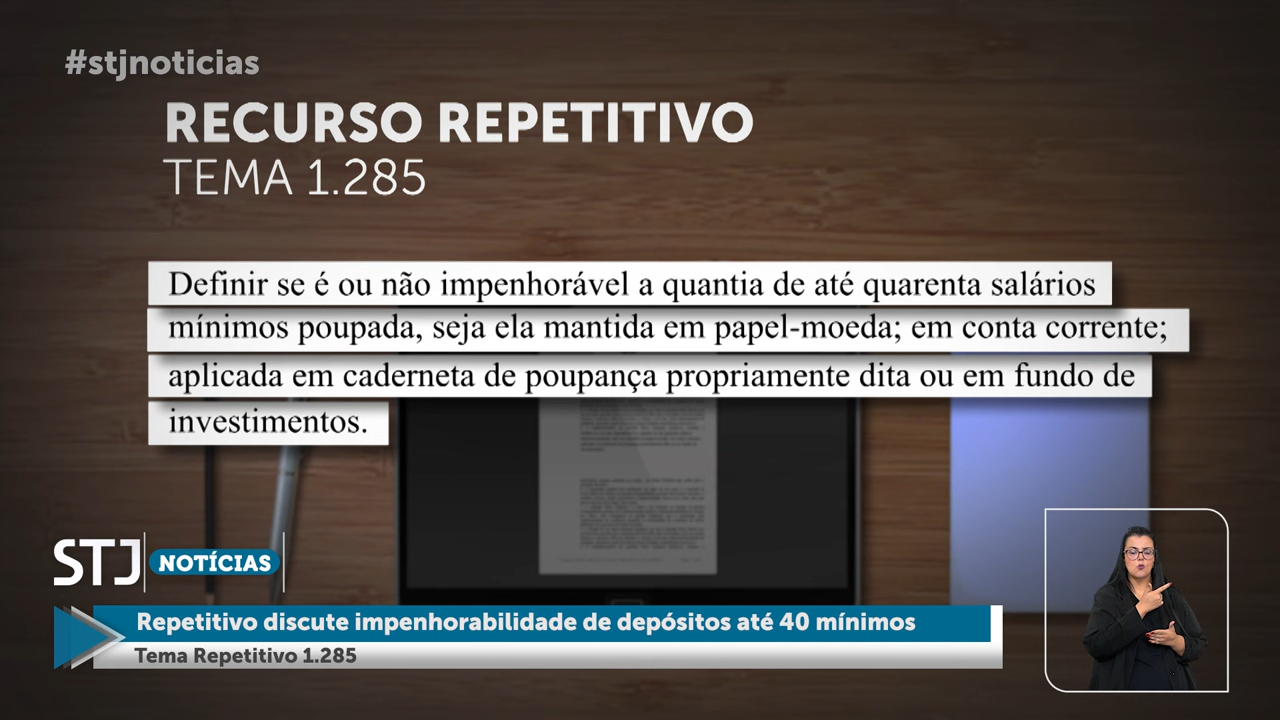 #stjnoticias
RECURSO REPETITIVO
TEMA 1.285
Definir se é ou não impenhorável a quantia de até quarenta salários
mínimos poupada, seja ela mantida em papel-moeda; em conta corrente;
aplicada em caderneta de poupança propriamente dita ou em fundo de
investimentos.
STJ NOTÍCIAS
Repetitivo discute impenhorabilidade de depósitos até 40 mínimos
Tema Repetitivo 1.285